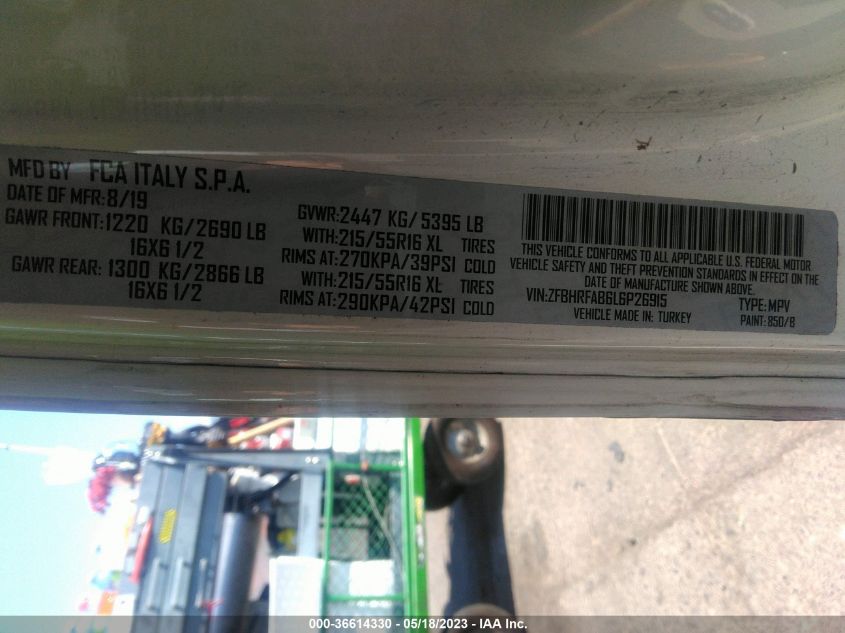 MFD BY FCA ITALY S.P.A.
DATE OF MFR:8/19
GAWR FRONT:1220 KG/2690 LB
16X6 1/2
GAWR REAR: 1300 KG/2866 LB
16X6 1/2
GVWR:2447 KG/5395 LB
WITH:215/55R16 XL TIRES
RIMS AT:270KPA/39PSI COLD
WITH:215/55R16 XL TIRES
RIMS AT:290KPA/42PSI COLD
THIS VEHICLE CONFORMS TO ALL APPLICABLE U.S. FEDERAL MOTOR
VEHICLE SAFETY AND THEFT PREVENTION STANDARDS IN EFFECT ON THE
DATE OF MANUFACTURE SHOWN ABOVE.
VIN:ZFBHRFAB6L6P26915 TYPE:MPV
VEHICLE MADE IN: TURKEY PAINT:850/B
000-36614330 - 05/18/2023 - IAA Inc.